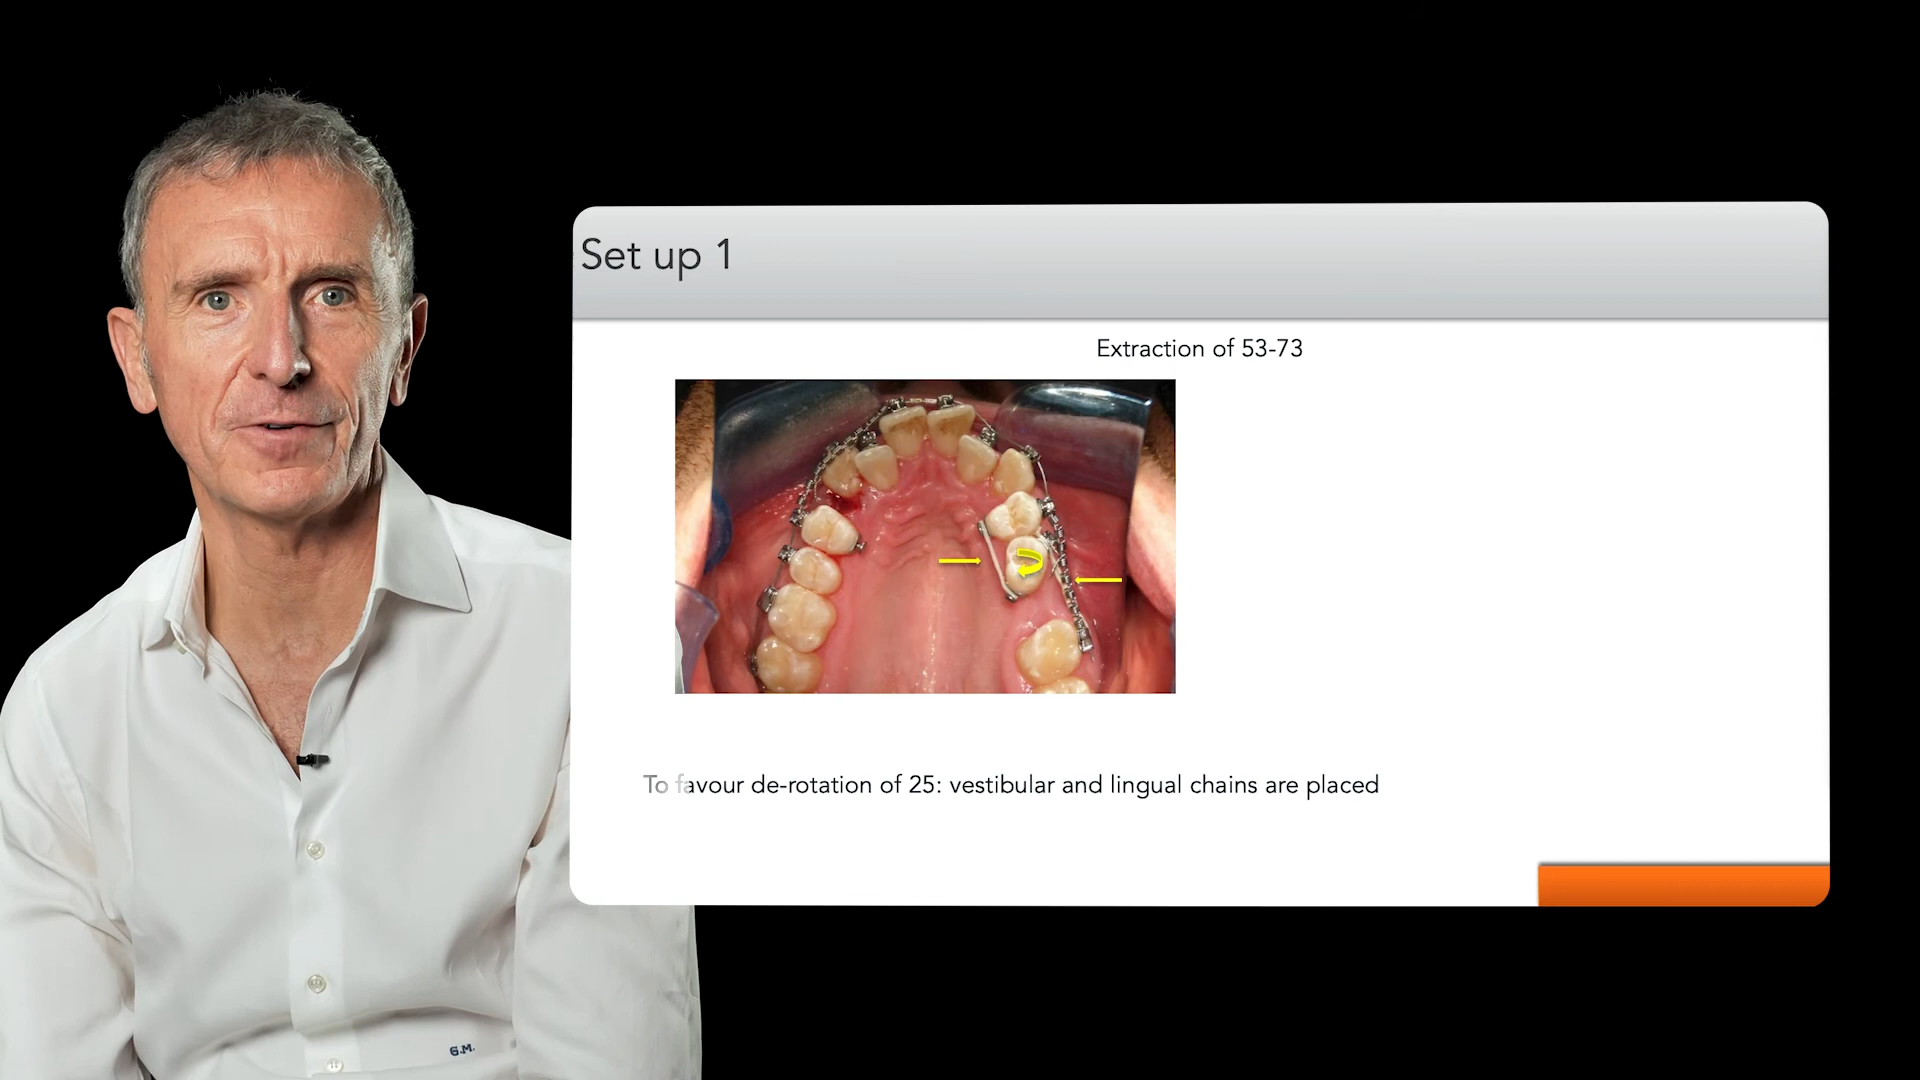 Set up 1
Extraction of 53-73
To favour de-rotation of 25: vestibular and lingual chains are placed
G.M.